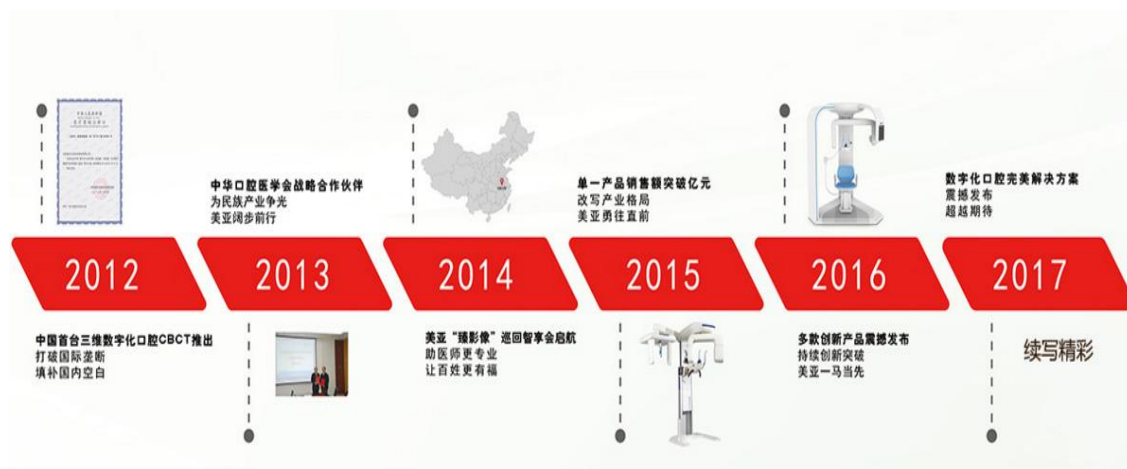 2012
中国首台三维数字化口腔CBCT推出
打破国际垄断
填补国内空白
中华口腔医学会战略合作伙伴
为民族产业争光
美亚阔步前行
2013
2014
美亚“臻影像”巡回智享会启航
助医师更专业
让百姓更有福
单一产品销售额突破亿元
改写产业格局
美亚勇往直前
2015
2016
多款创新产品震撼发布
持续创新突破
美亚一马当先
数字化口腔完美解决方案
震撼发布
超越期待
2017
续写精彩